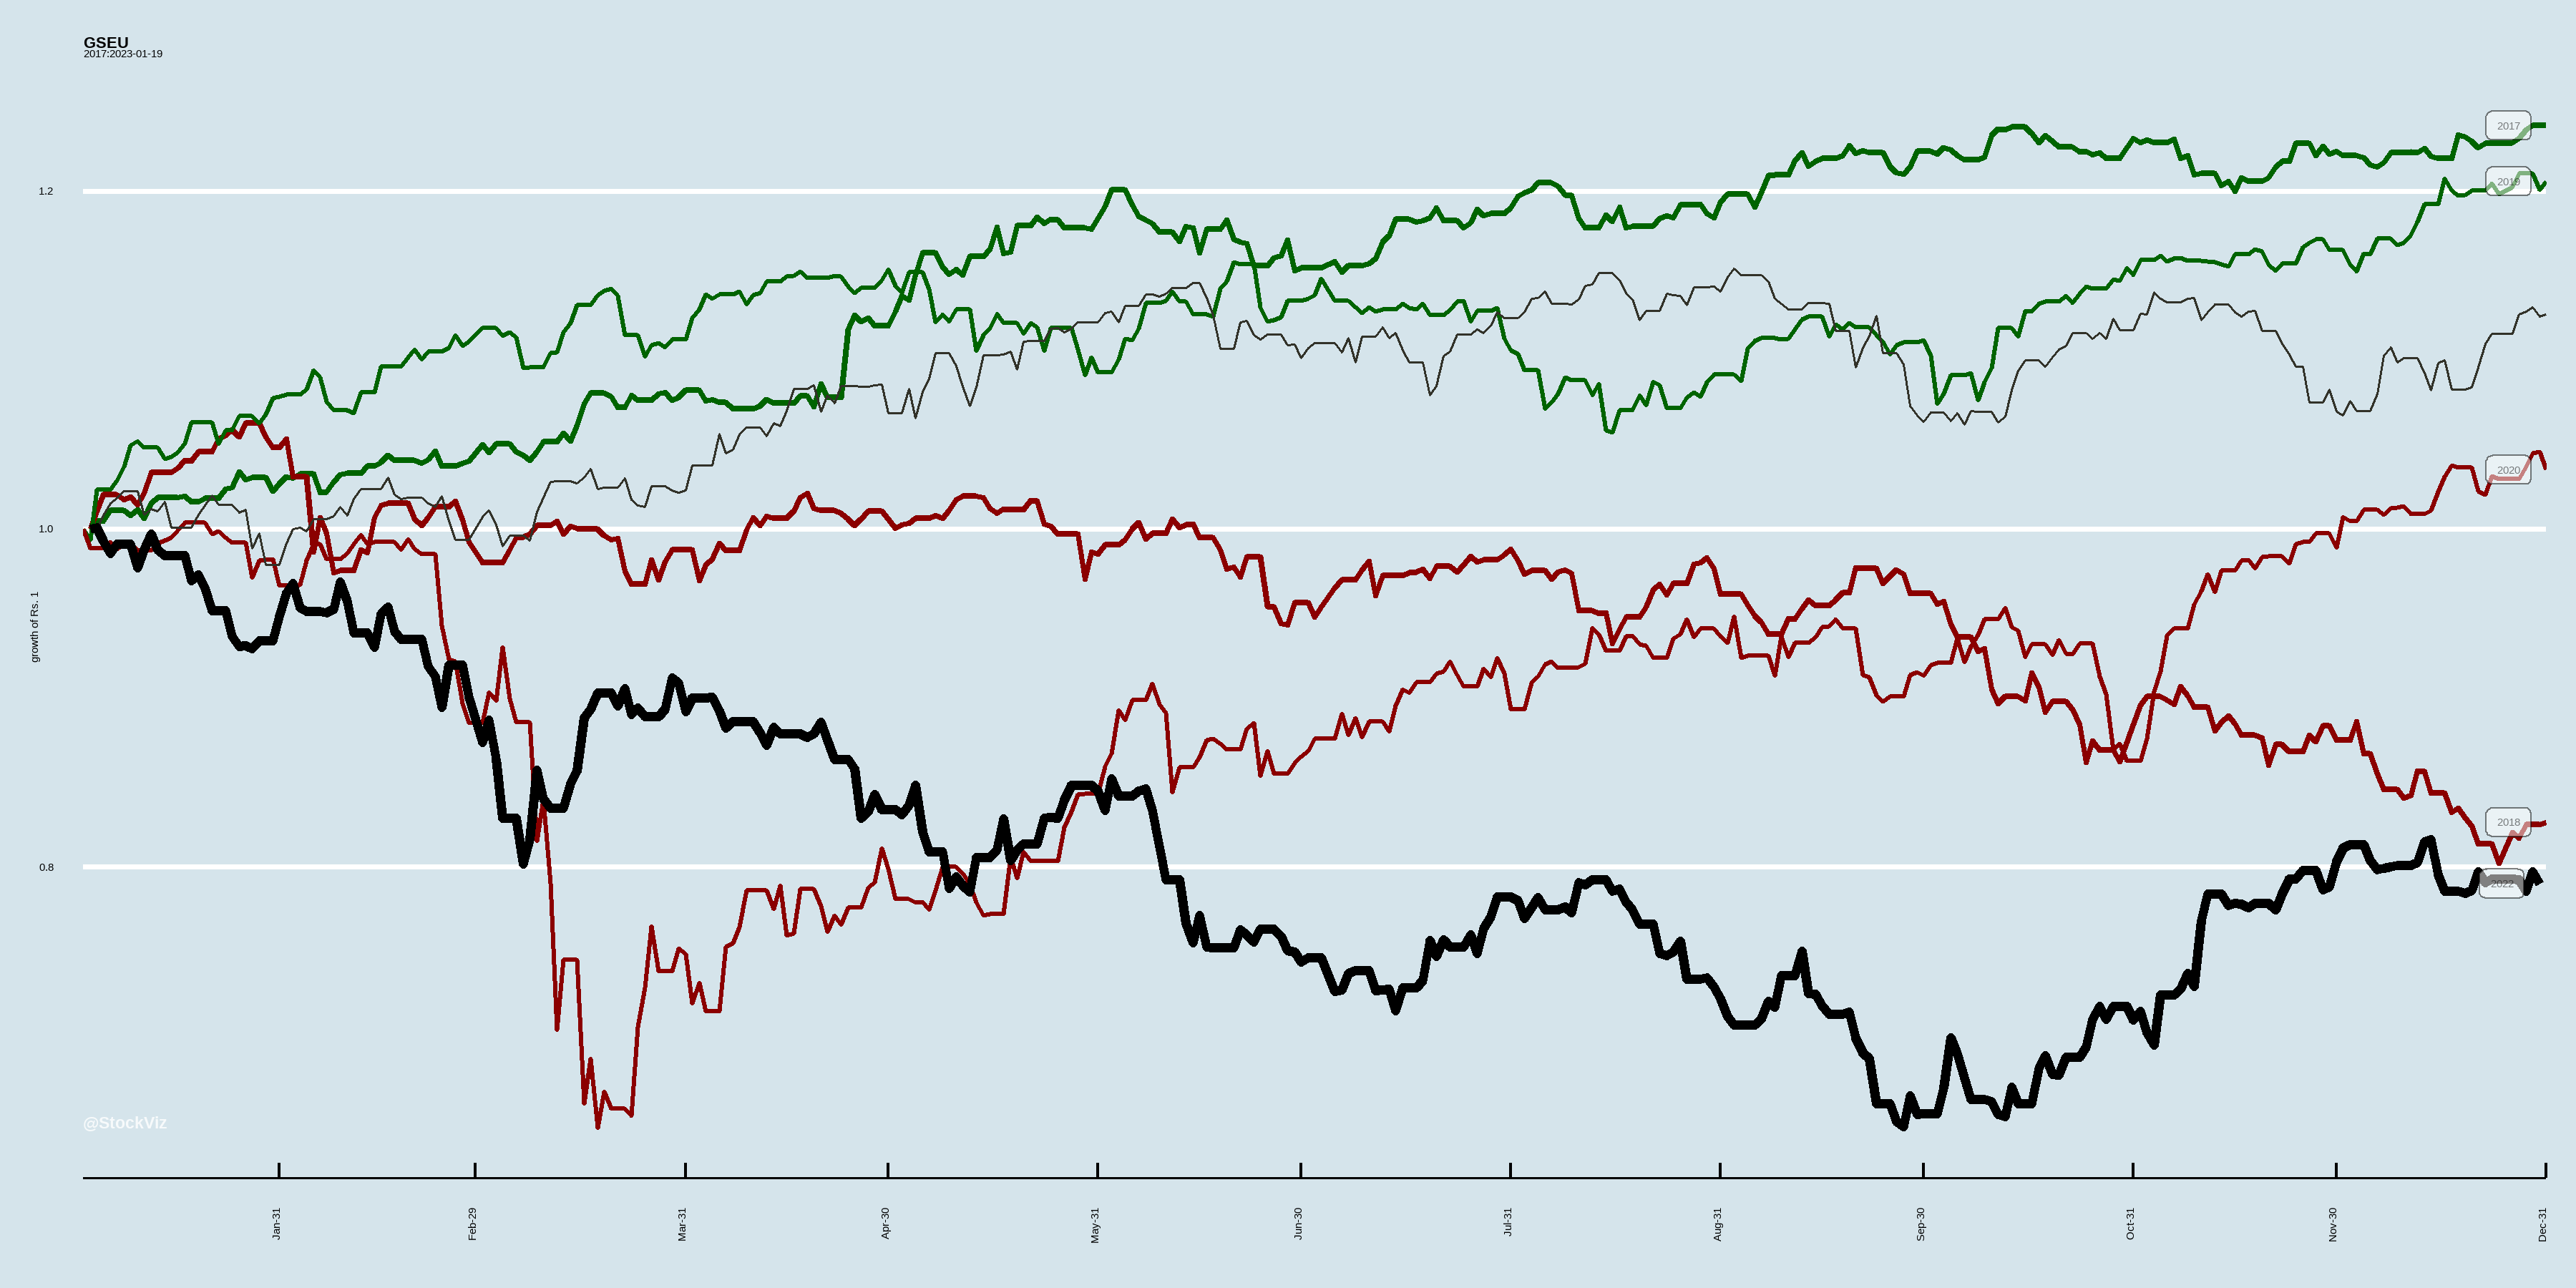 GSEU
2017:2023-01-19
2017
1.2
2019
2020
1.0
growth of Rs. 1
2018
0.8
2022
@StockViz
Jan-31
Feb-29
Mar-31
Apr-30
May-31
Jun-30
Jul-31
Aug-31
Sep-30
Oct-31
Nov-30
Dec-31